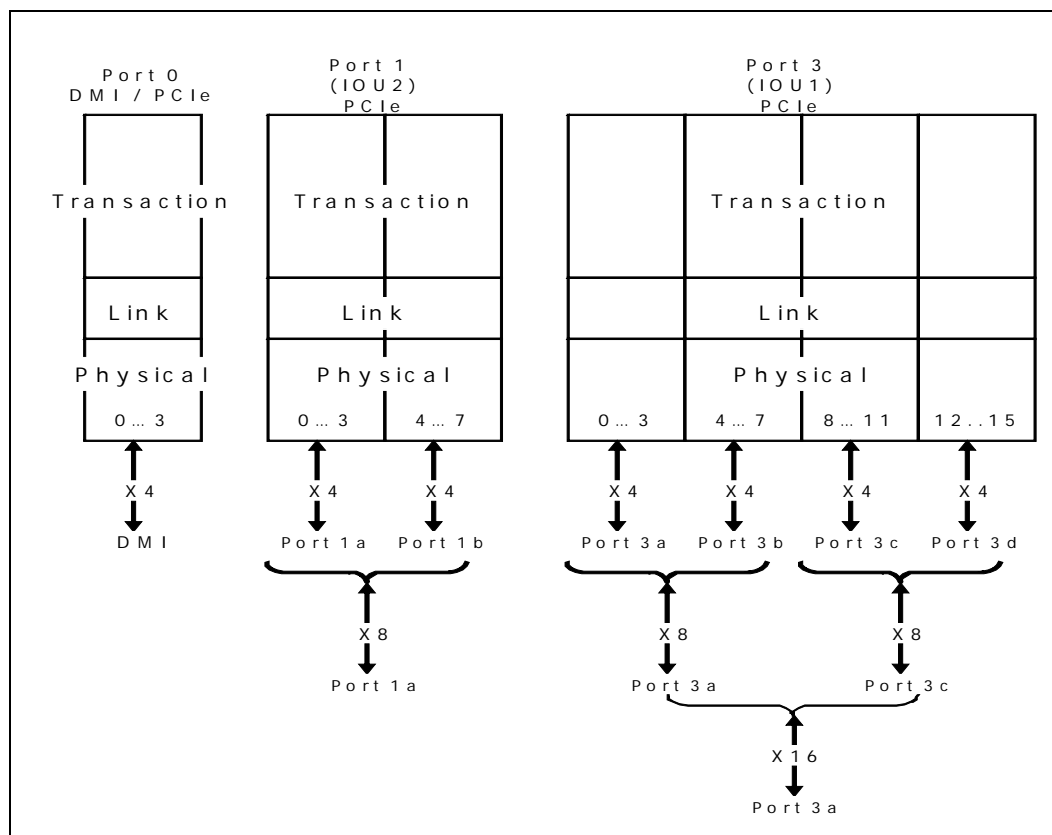 Port 0
DMI / PCIe
Port 1
(IOU2)
PCIe
Port 3
(IOU1)
PCIe
Transaction
Transaction
Transaction
Link
Link
Link
Physical
Physical
Physical
0 ... 3
0 ... 3
4 ... 7
0 ... 3
4 ... 7
8 ... 11
12..15
X4
X4
X4
X4
X4
X4
X4
DMI
Port 1a
Port 1b
Port 3a
Port 3b
Port 3c
Port 3d
X8
X8
X8
Port 1a
Port 3a
Port 3c
X16
Port 3a